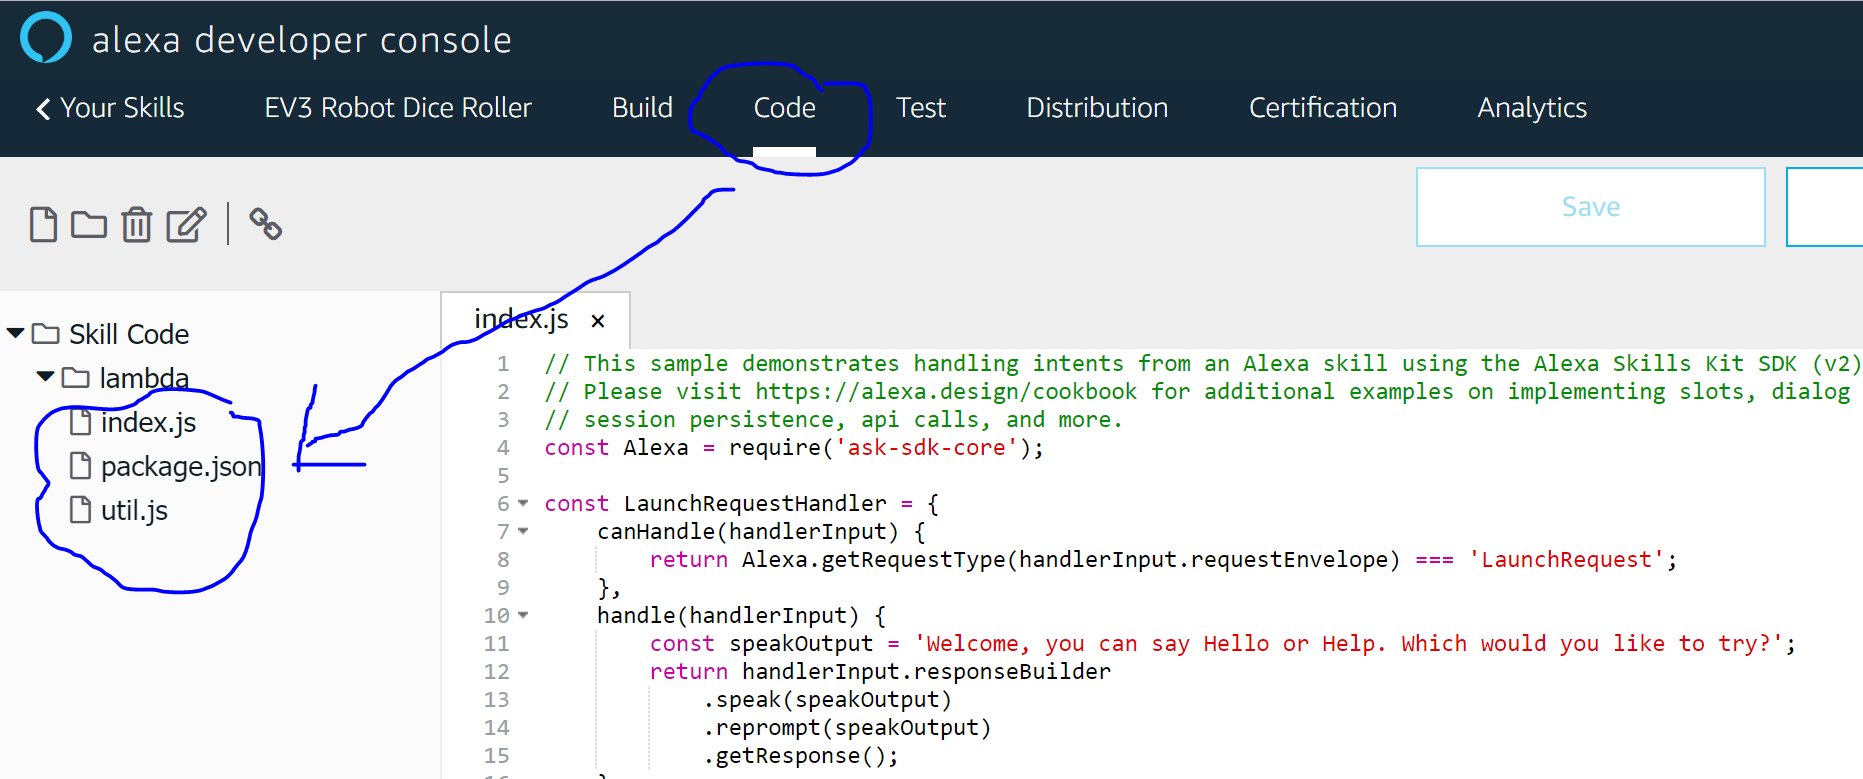 alexa developer console
Your Skills EV3 Robot Dice Roller Build Code Test Distribution Certification Analytics
Save
Skill Code
lambda
index.js
package.json
util.js
index.js ×
1 // This sample demonstrates handling intents from an Alexa skill using the Alexa Skills Kit SDK (v2)
2 // Please visit https://alexa.design/cookbook for additional examples on implementing slots, dialog
3 // session persistence, api calls, and more.
4 const Alexa = require('ask-sdk-core');
5
6 const LaunchRequestHandler = {
7     canHandle(handlerInput) {
8         return Alexa.getRequestType(handlerInput.requestEnvelope) === 'LaunchRequest';
9     },
10     handle(handlerInput) {
11         const speakOutput = 'Welcome, you can say Hello or Help. Which would you like to try?';
12         return handlerInput.responseBuilder
13             .speak(speakOutput)
14             .reprompt(speakOutput)
15             .getResponse();